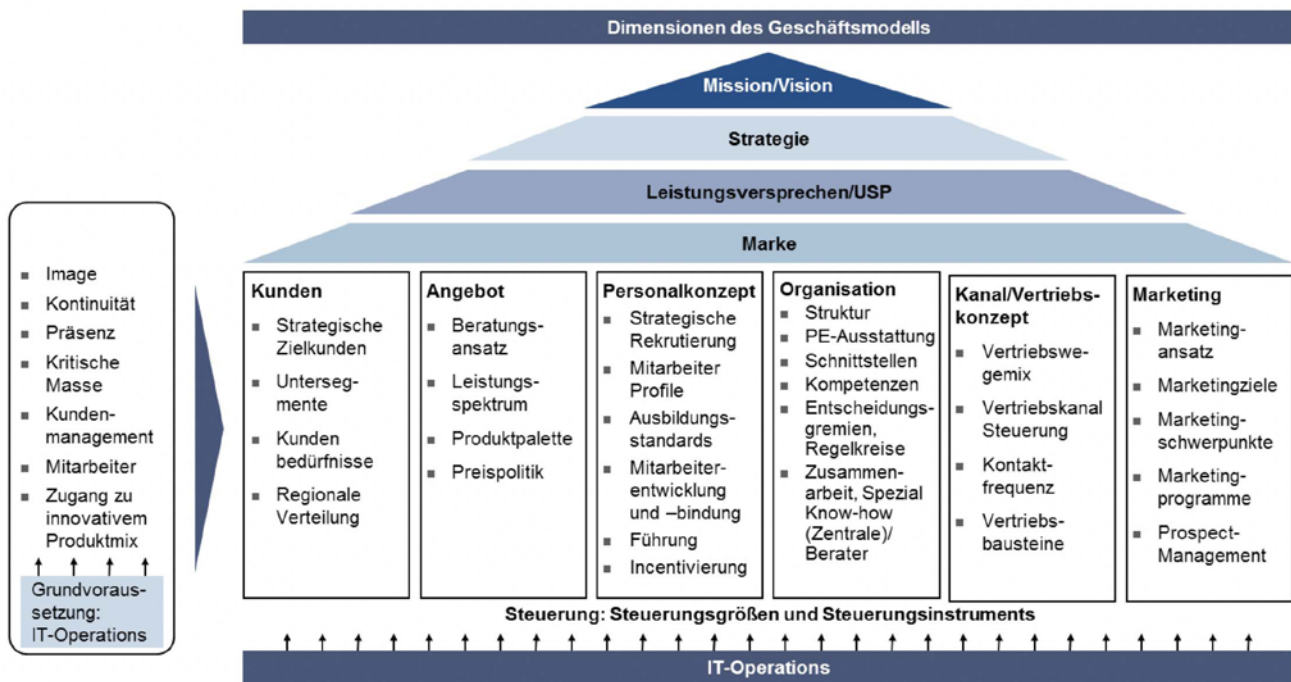 Dimensionen des Geschäftsmodells
Mission/Vision
Strategie
Leistungsversprechen/USP
Marke
Image
Kontinuität
Präsenz
Kritische
Masse
Kunden-
management
Mitarbeiter
Zugang zu
innovativem
Produktmix
Grundvoraus-
setzung:
IT-Operations
Kunden
Strategische
Zielkunden
Unterseg-
mente
Kunden
bedürfnisse
Regionale
Verteilung
Angebot
Beratungs-
ansatz
Leistungs-
spektrum
Produktpalette
Preispolitik
Personalkonzept
Strategische
Rekrutierung
Mitarbeiter
Profile
Ausbildungs-
standards
Mitarbeiter-
entwicklung
und –bindung
Führung
Incentivierung
Organisation
Struktur
PE-Ausstattung
Schnittstellen
Kompetenzen
Entscheidungs-
gremien,
Regelkreise
Zusammen-
arbeit, Spezial
Know-how
(Zentrale)/
Berater
Kanal/Vertriebs-
konzept
Vertriebswe-
gemix
Vertriebskanal
Steuerung
Kontakt-
frequenz
Vertriebs-
bausteine
Marketing
Marketing-
ansatz
Marketingziele
Marketing-
schwerpunkte
Marketing-
programme
Prospect-
Management
Steuerung: Steuerungsgrößen und Steuerungsinstruments
IT-Operations